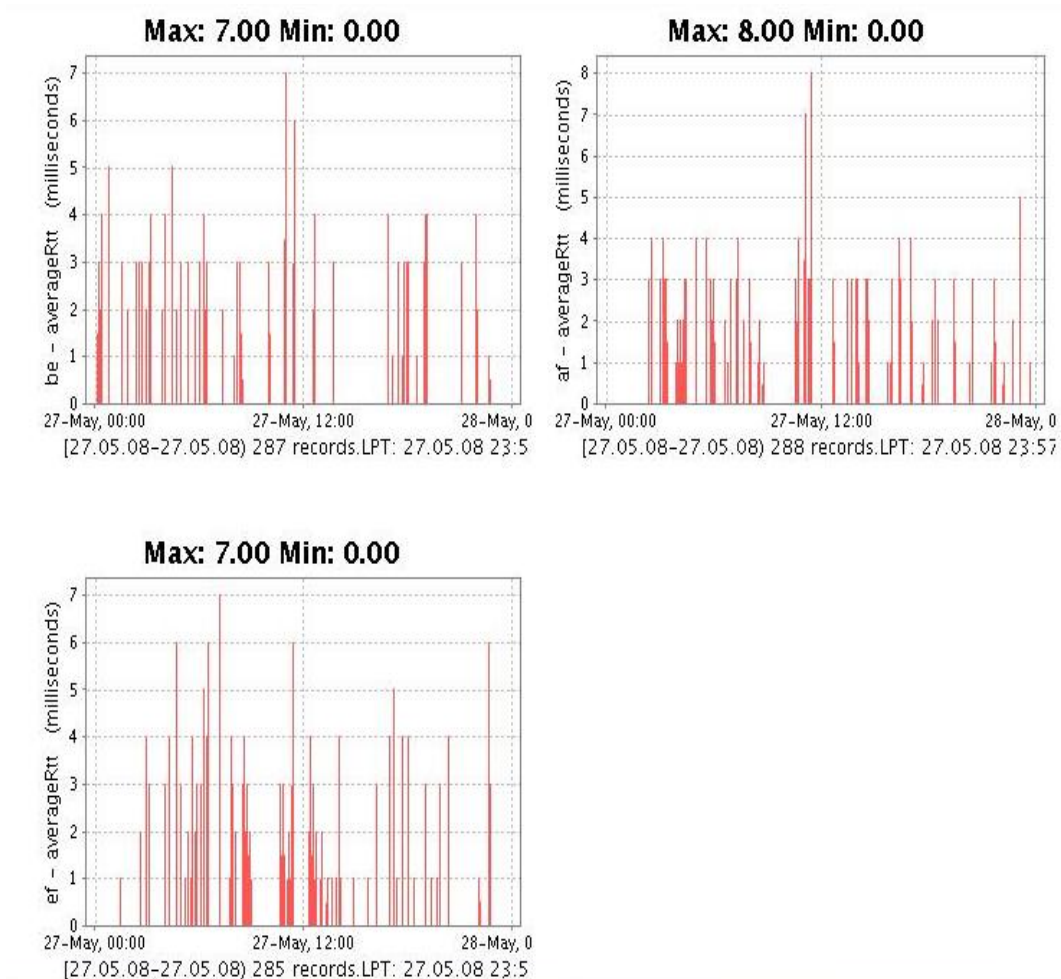 Max: 7.00 Min: 0.00
be - averageRtt (milliseconds)
7
6
5
4
3
2
1
0
27-May, 00:00
27-May, 12:00
28-May, 0
[27.05.08-27.05.08) 287 records.LPT: 27.05.08 23:5
Max: 8.00 Min: 0.00
af - averageRtt (milliseconds)
8
7
6
5
4
3
2
1
0
27-May, 00:00
27-May, 12:00
28-May, 0
[27.05.08-27.05.08) 288 records.LPT: 27.05.08 23:57
Max: 7.00 Min: 0.00
ef - averageRtt (milliseconds)
7
6
5
4
3
2
1
0
27-May, 00:00
27-May, 12:00
28-May, 0
[27.05.08-27.05.08) 285 records.LPT: 27.05.08 23:5